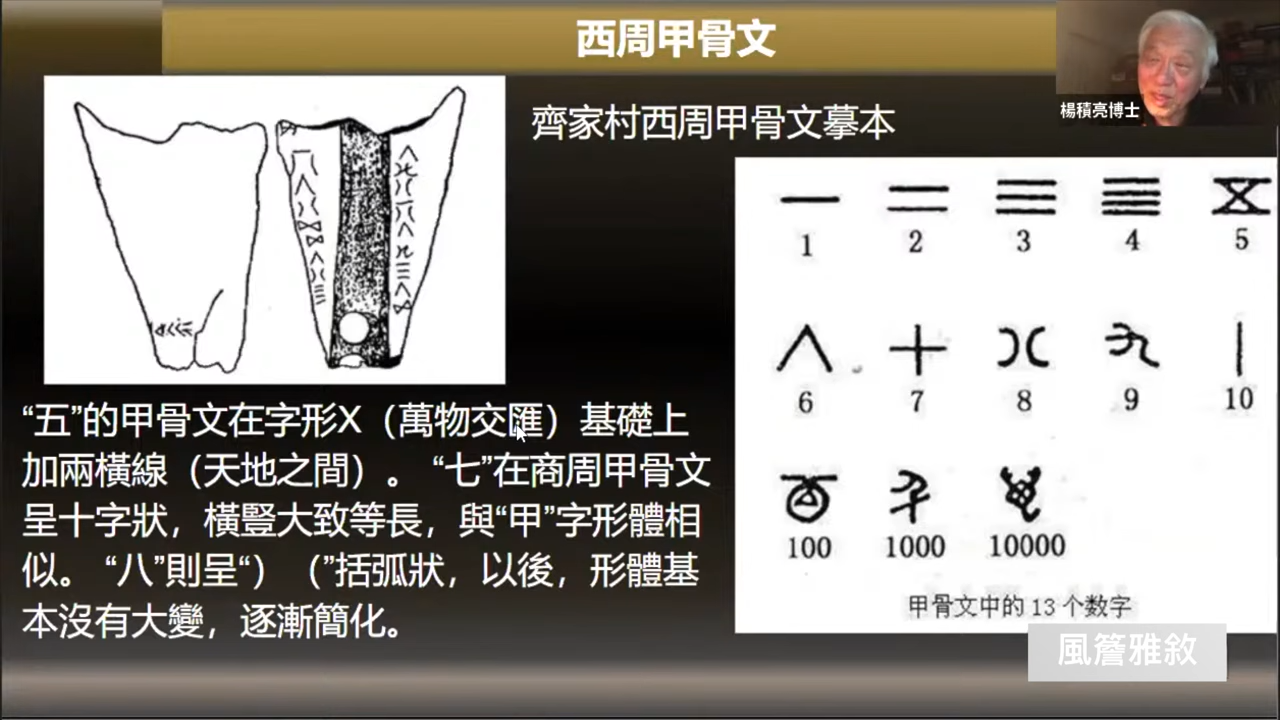 西周甲骨文
楊積亮博士
齊家村西周甲骨文摹本
1 2 3 4 5
6 7 8 9 10
100 1000 10000
甲骨文中的 13 个数字
“五”的甲骨文在字形X（萬物交匯）基礎上
加兩橫線（天地之間）。“七”在商周甲骨文
呈十字狀，橫豎大致等長，與“甲”字形體相
似。“八”則呈“）（”括弧狀，以後，形體基
本沒有大變，逐漸簡化。
風簷雅敘